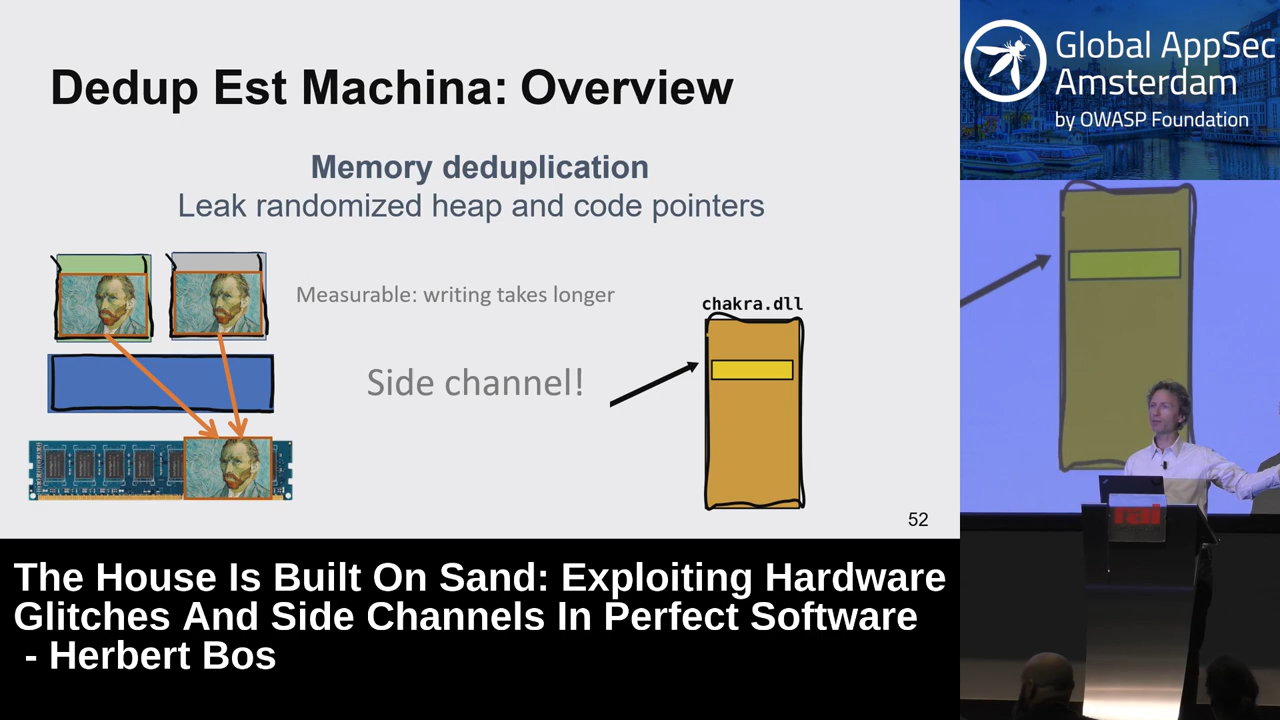 Dedup Est Machina: Overview
Memory deduplication
Leak randomized heap and code pointers
Measurable: writing takes longer
chakra.dll
Side channel!
52
Global AppSec
Amsterdam
by OWASP Foundation
rai
The House Is Built On Sand: Exploiting Hardware
Glitches And Side Channels In Perfect Software
- Herbert Bos